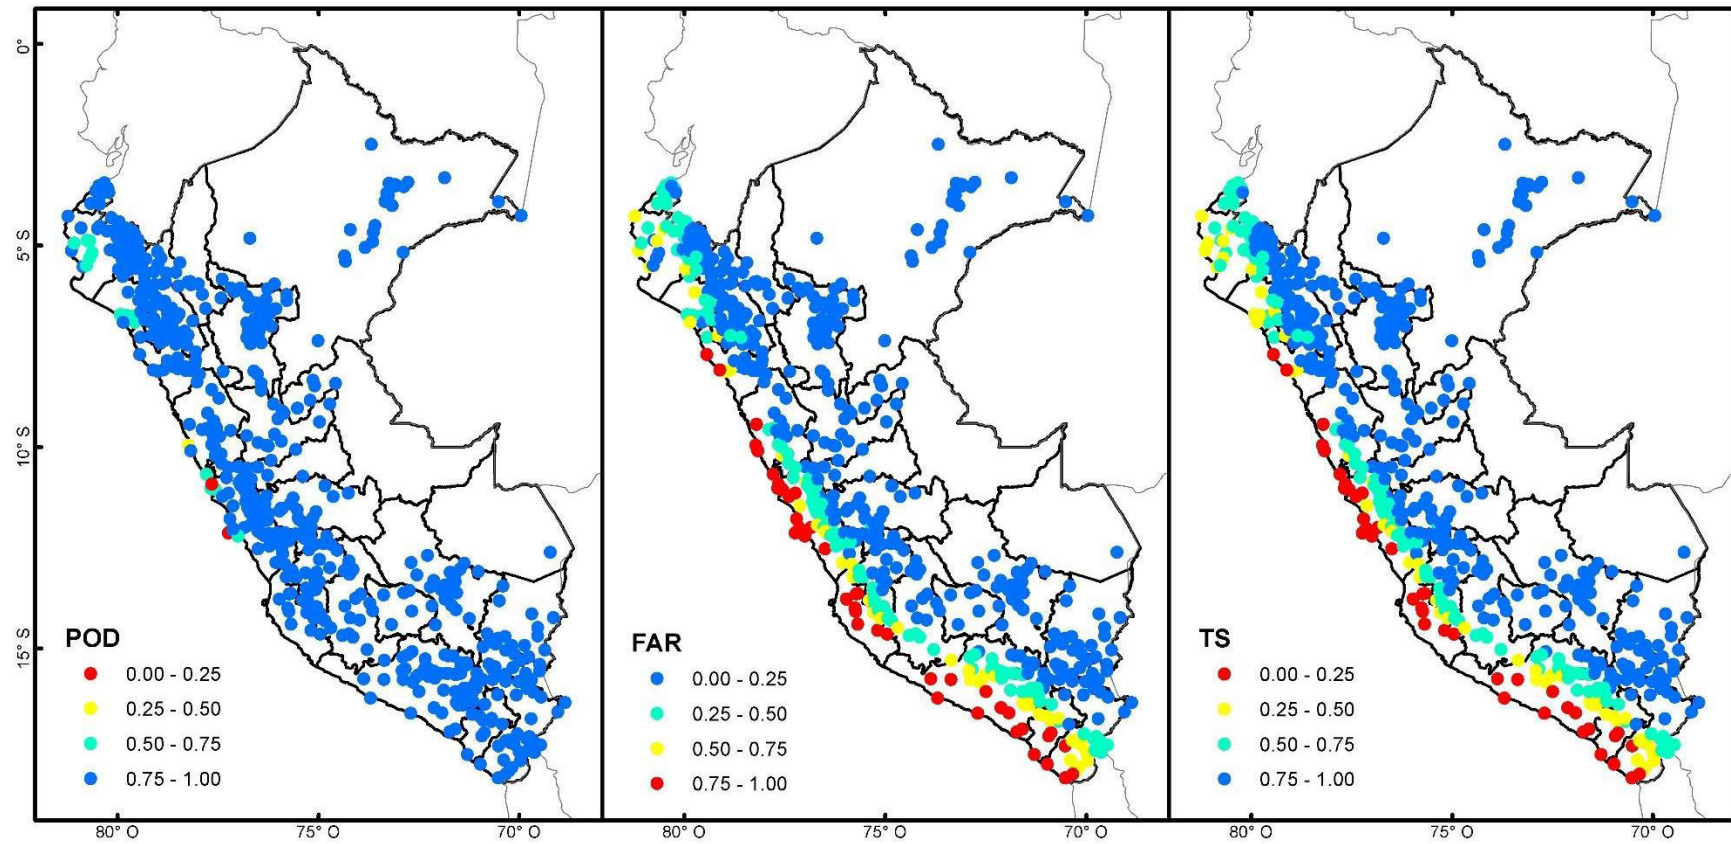 0°
5° S
10° S
15° S
POD
0.00 - 0.25
0.25 - 0.50
0.50 - 0.75
0.75 - 1.00
80° O
75° O
70° O
FAR
0.00 - 0.25
0.25 - 0.50
0.50 - 0.75
0.75 - 1.00
80° O
75° O
70° O
TS
0.00 - 0.25
0.25 - 0.50
0.50 - 0.75
0.75 - 1.00
80° O
75° O
70° O